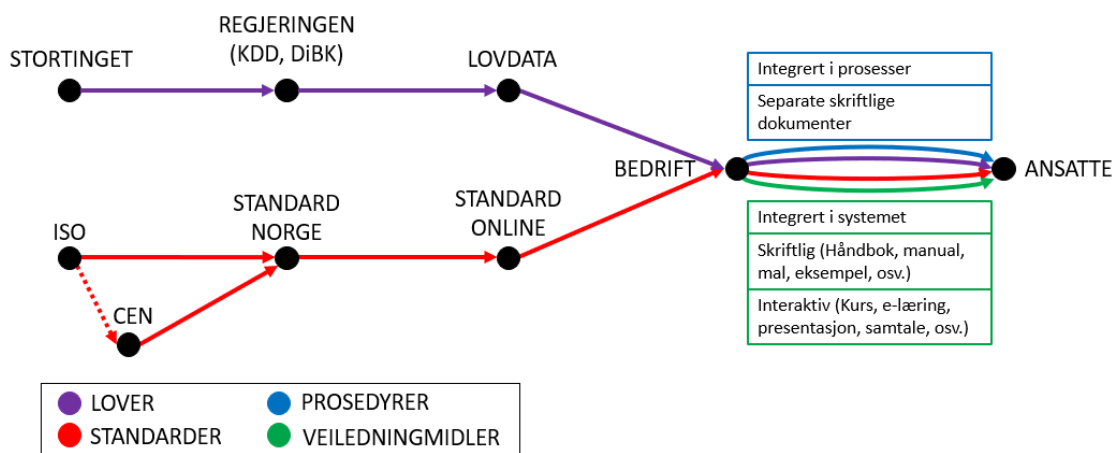 REGJERINGEN
(KDD, DiBK)
STORTINGET
LOVDATA
Integrert i prosesser
Separate skriftlige
dokumenter
BEDRIFT
ANSATTE
STANDARD
NORGE
STANDARD
ONLINE
ISO
CEN
Integrert i systemet
Skriftlig (Håndbok, manual,
mal, eksempel, osv.)
Interaktiv (Kurs, e-læring,
presentasjon, samtale, osv.)
LOVER
PROSEDYRER
STANDARDER
VEILEDNINGMIDLER